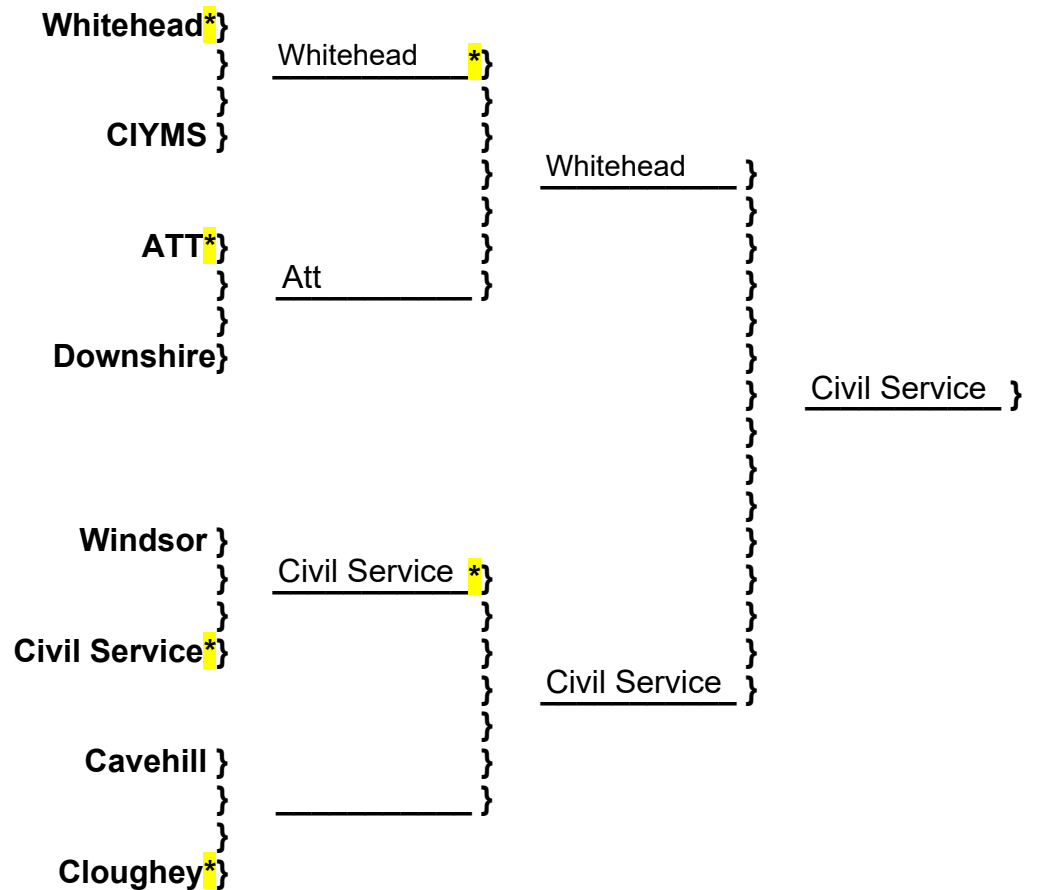 Whitehead*}
} Whitehead *}
} }
CIYMS } }
} Whitehead }
} }
ATT*} } }
} Att } }
} }
Downshire} }
} Civil Service }
}
}
}
Windsor } }
} Civil Service *} }
} } }
Civil Service*} } }
} Civil Service }
}
Cavehill } }
} }
}
Cloughey*}